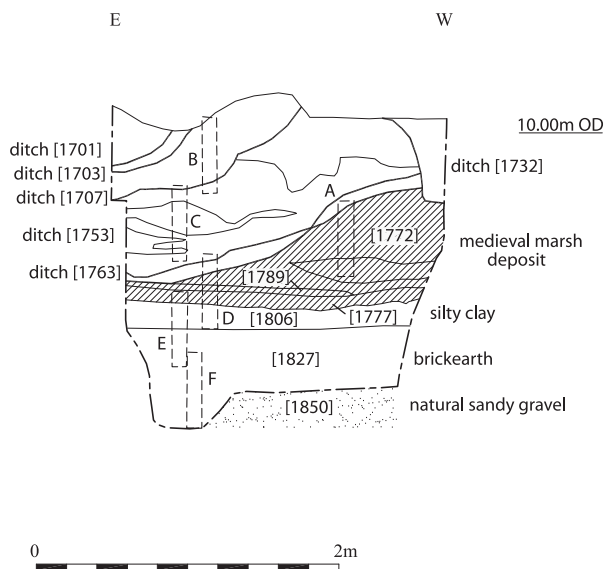 E W
10.00m OD
ditch [1701]
B
ditch [1703]
ditch [1732]
ditch [1707]
A
C
ditch [1753]
[1772]
medieval marsh
deposit
ditch [1763]
[1789]
[1806]
D
[1777]
silty clay
E
[1827]
brickearth
F
[1850]
natural sandy gravel
0 2m